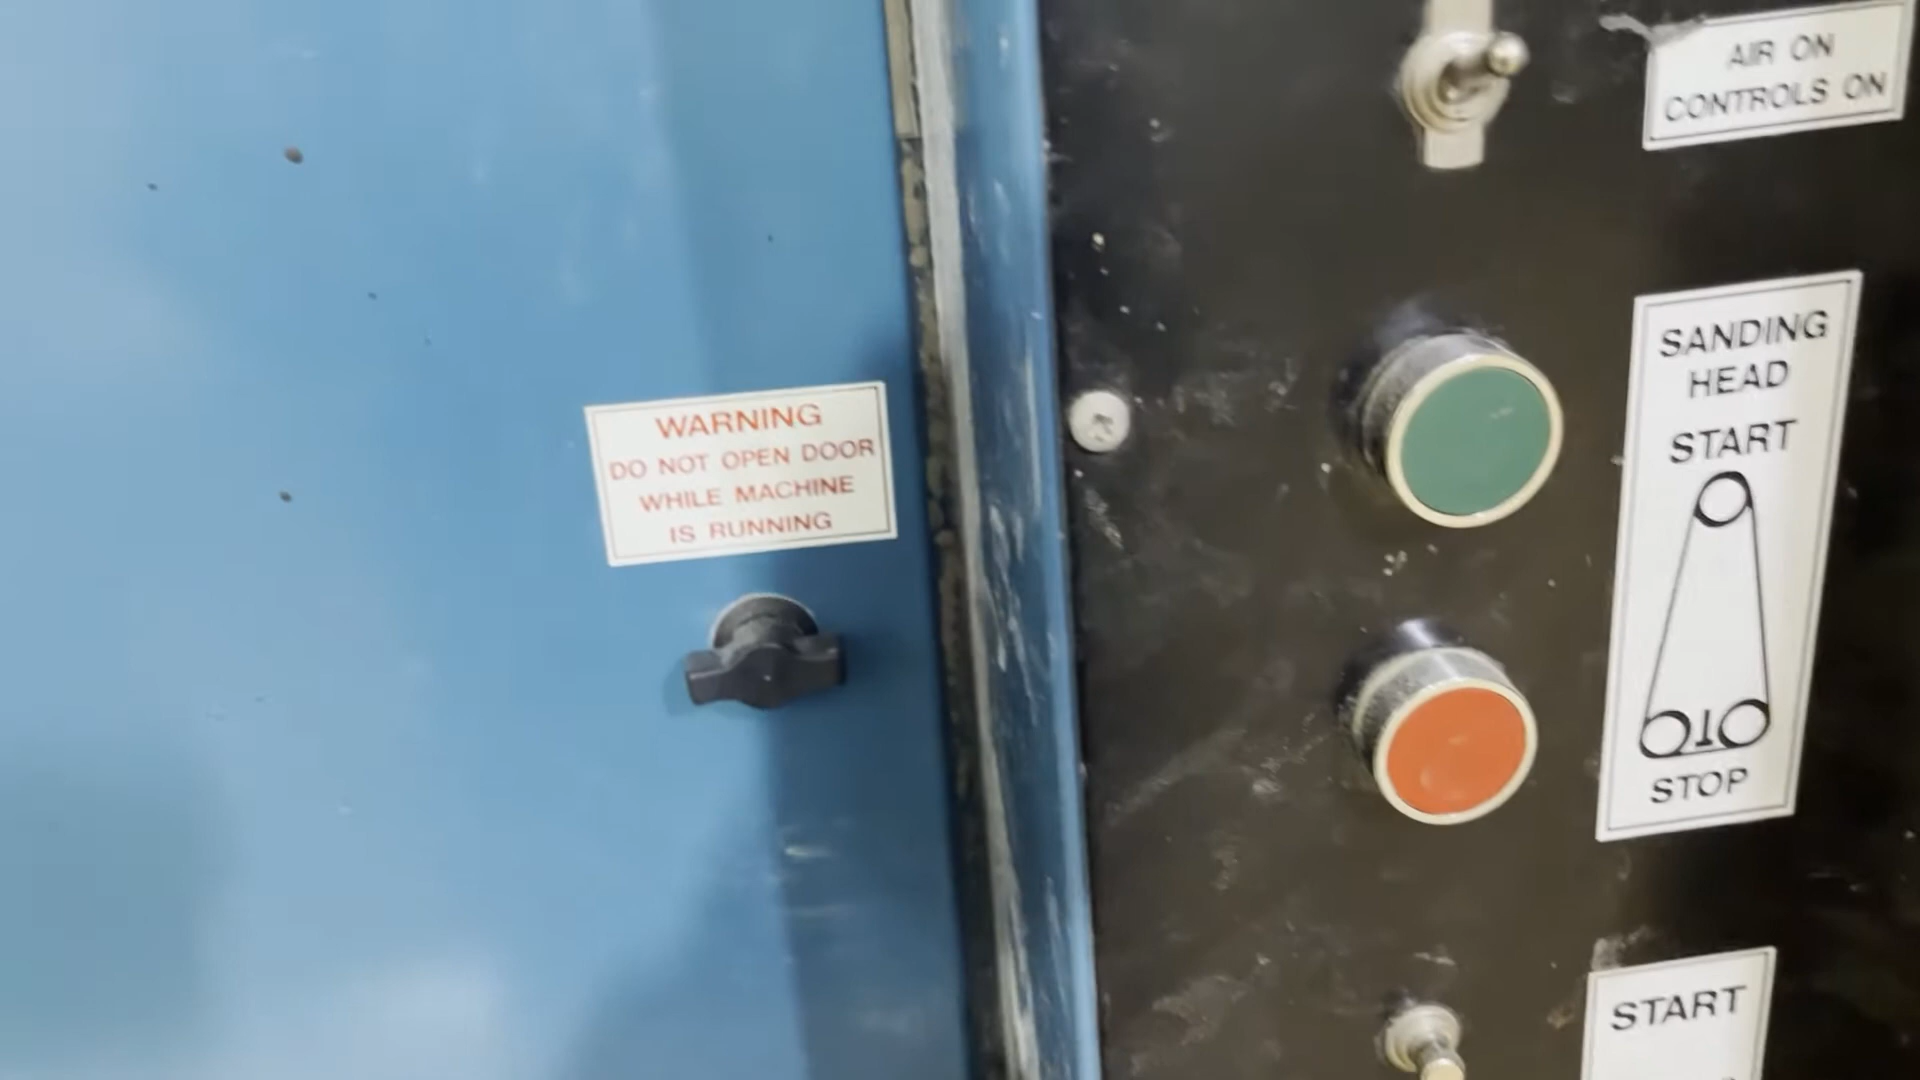 AIR ON
CONTROLS ON
WARNING
DO NOT OPEN DOOR
WHILE MACHINE
IS RUNNING
SANDING
HEAD
START
STOP
START